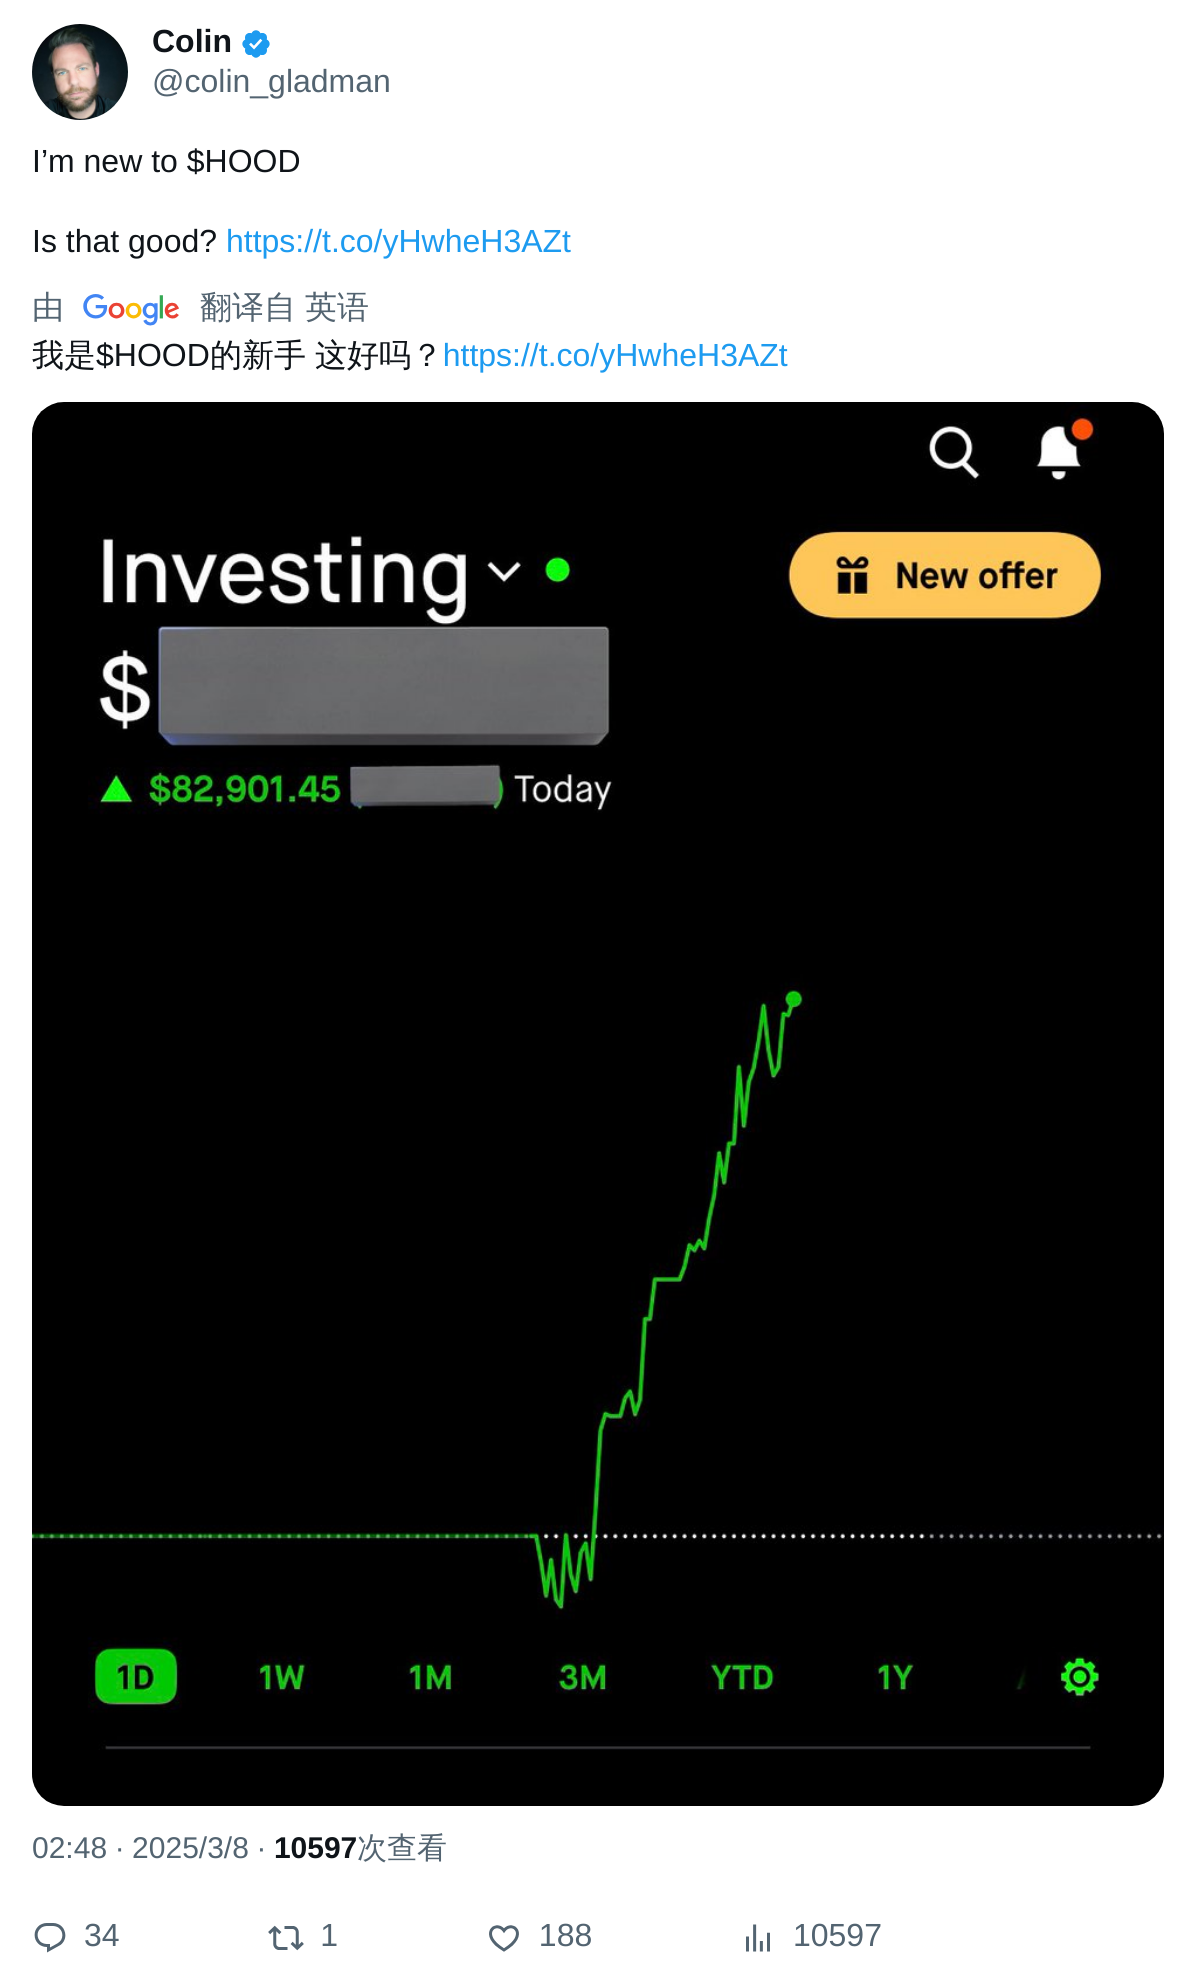 Colin
@colin_gladman
I’m new to $HOOD
Is that good? https://t.co/yHwheH3AZt
由 Google 翻译自 英语
我是$HOOD的新手 这好吗？https://t.co/yHwheH3AZt
Investing
New offer
$
$82,901.45 ) Today
1D 1W 1M 3M YTD 1Y
02:48 · 2025/3/8 · 10597次查看
34 1 188 10597